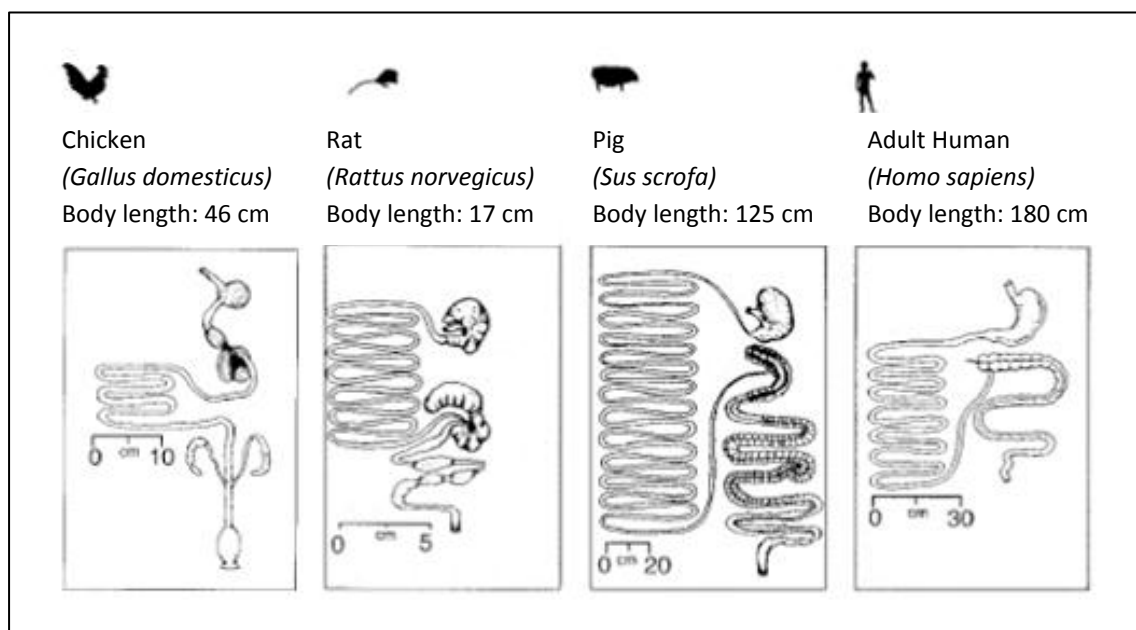 Chicken
(Gallus domesticus)
Body length: 46 cm
Rat
(Rattus norvegicus)
Body length: 17 cm
Pig
(Sus scrofa)
Body length: 125 cm
Adult Human
(Homo sapiens)
Body length: 180 cm
0 cm 10
0 cm 5
0 cm 20
0 cm 30